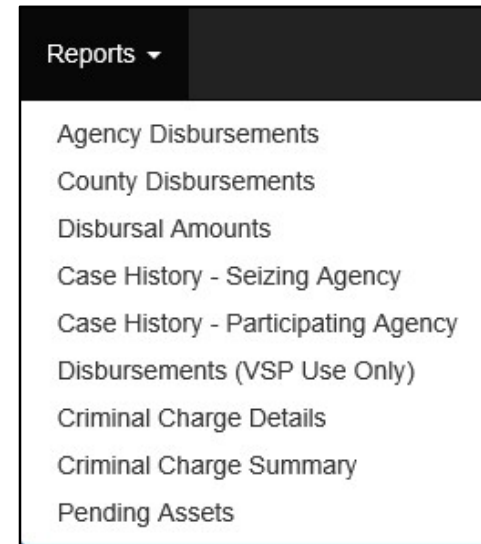 Reports
Agency Disbursements
County Disbursements
Disbursal Amounts
Case History - Seizing Agency
Case History - Participating Agency
Disbursements (VSP Use Only)
Criminal Charge Details
Criminal Charge Summary
Pending Assets